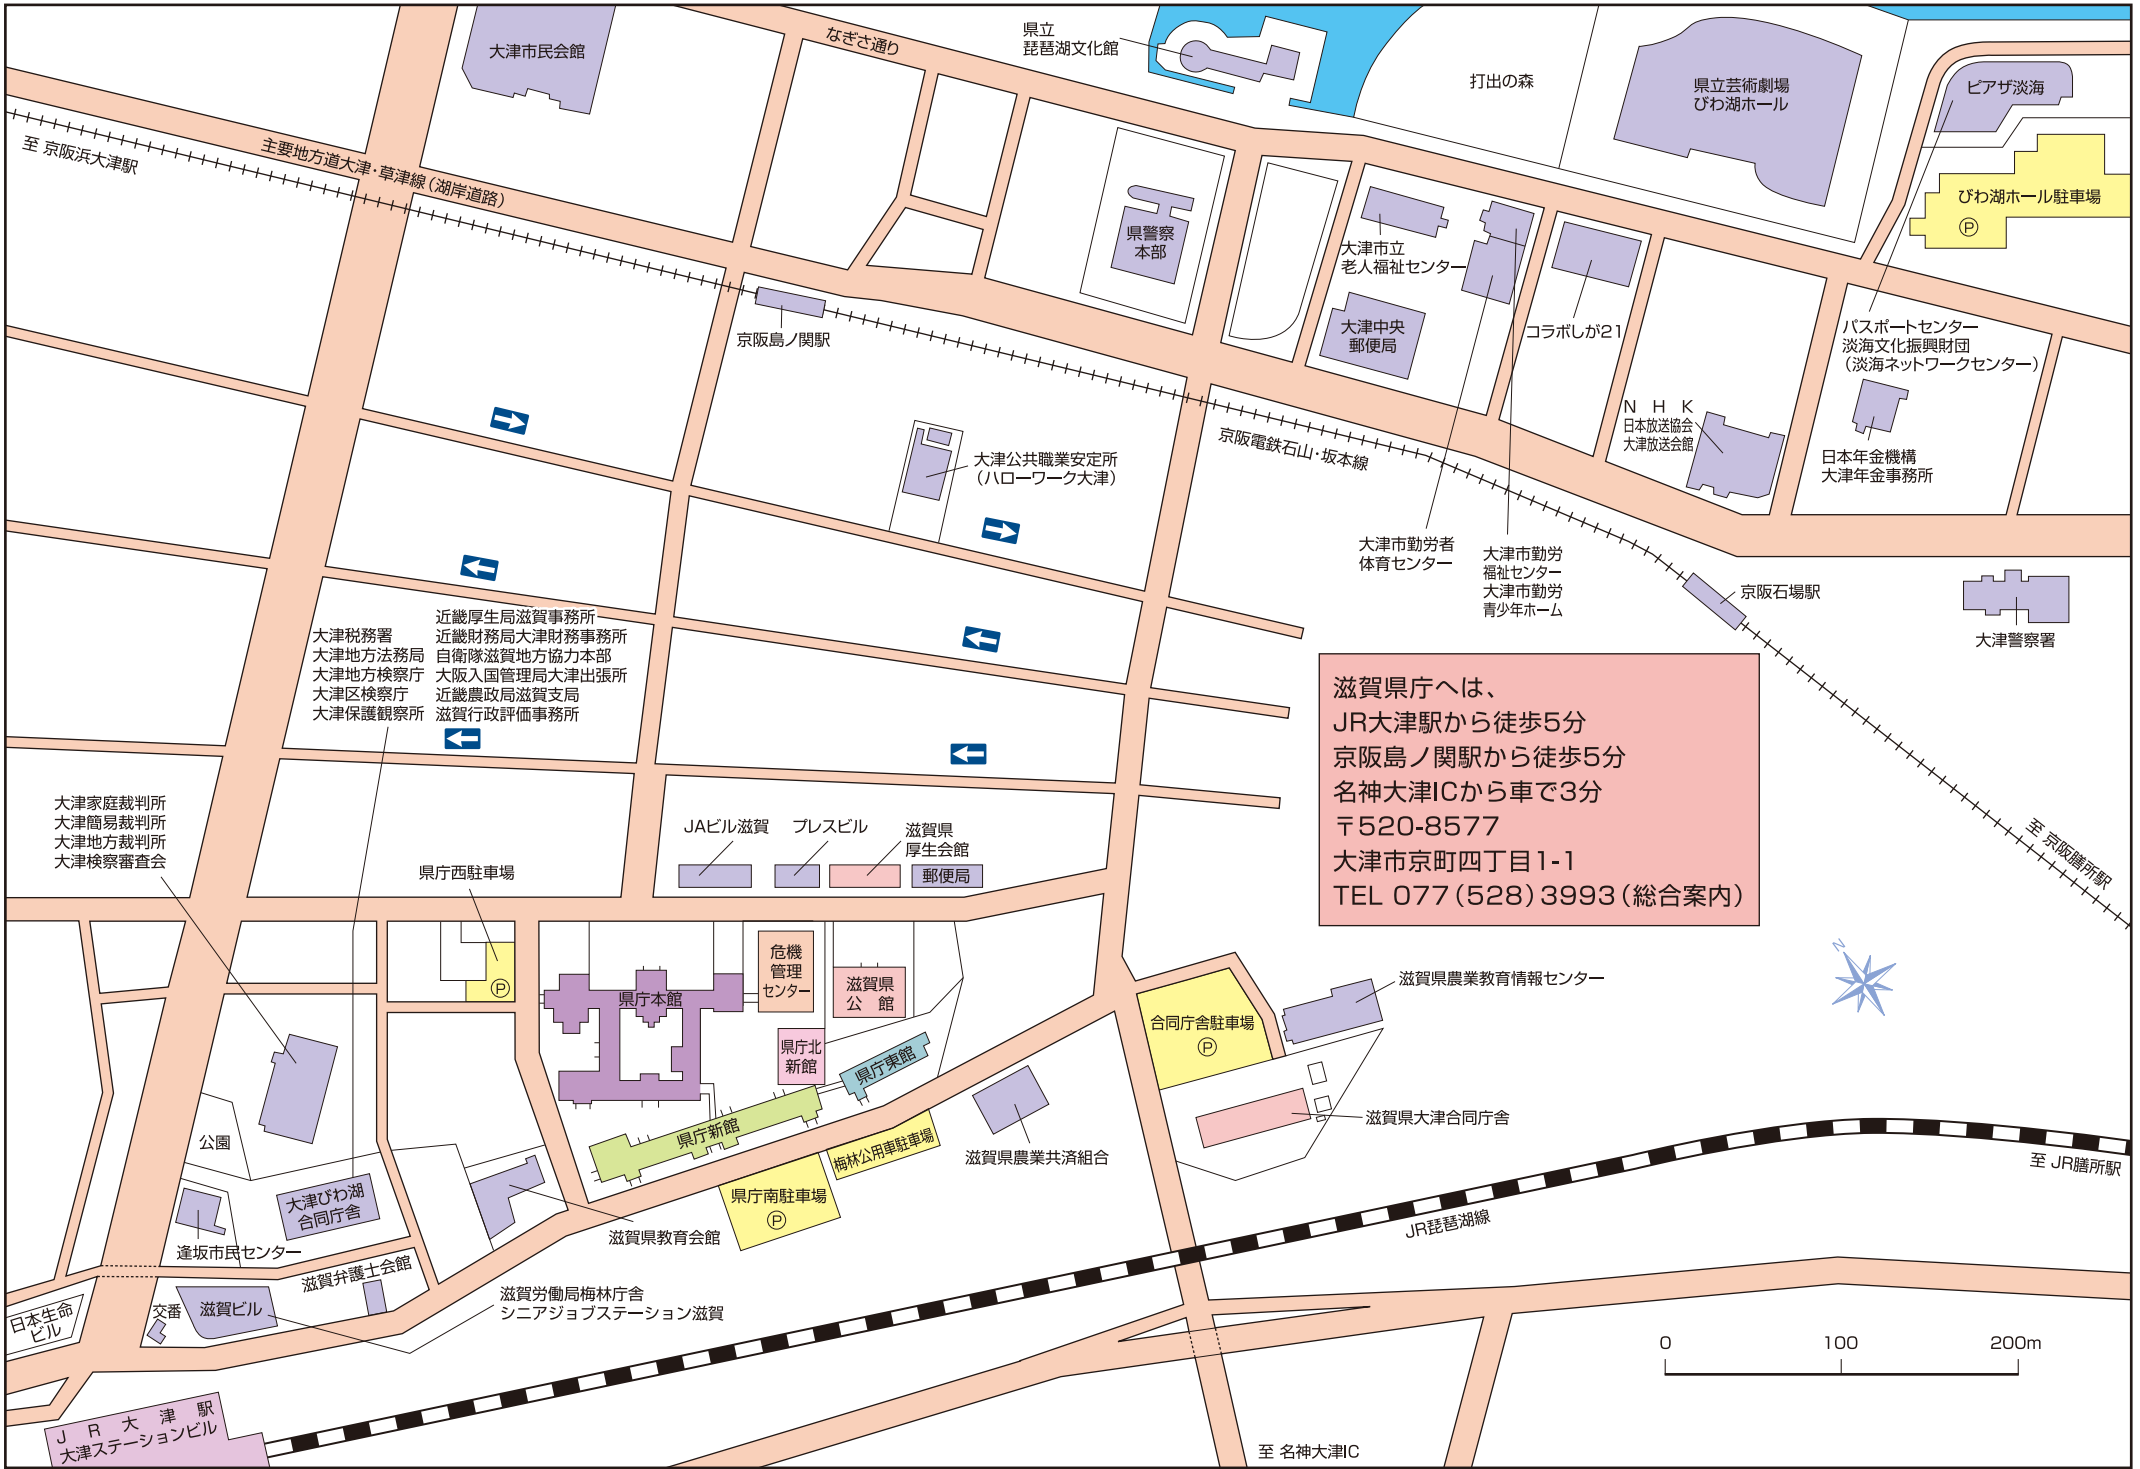 大津市民会館
なぎさ通り
県立
琵琶湖文化館
打出の森
県立芸術劇場
びわ湖ホール
ピアザ淡海
びわ湖ホール駐車場
P
至 京阪浜大津駅
主要地方道大津・草津線(湖岸道路)
県警察
本部
大津市立
老人福祉センター
大津中央
郵便局
コラボしが21
パスポートセンター
淡海文化振興財団
(淡海ネットワークセンター)
京阪島ノ関駅
N H K
日本放送協会
大津放送会館
日本年金機構
大津年金事務所
大津公共職業安定所
(ハローワーク大津)
京阪電鉄石山・坂本線
大津市勤労者
体育センター
大津市勤労
福祉センター
大津市勤労
青少年ホーム
京阪石場駅
大津警察署
大津税務署
大津地方法務局
大津地方検察庁
大津区検察庁
大津保護観察所
近畿厚生局滋賀事務所
近畿財務局大津財務事務所
自衛隊滋賀地方協力本部
大阪入国管理局大津出張所
近畿農政局滋賀支局
滋賀行政評価事務所
滋賀県庁へは、
JR大津駅から徒歩5分
京阪島ノ関駅から徒歩5分
名神大津ICから車で3分
〒520-8577
大津市京町四丁目1-1
TEL 077(528)3993(総合案内)
至 京阪膳所駅
大津家庭裁判所
大津簡易裁判所
大津地方裁判所
大津検察審査会
県庁西駐車場
P
JAビル滋賀
プレスビル
滋賀県
厚生会館
郵便局
N
県庁本館
危機
管理
センター
滋賀県
公 館
県庁北
新館
県庁東館
県庁新館
合同庁舎駐車場
P
滋賀県農業教育情報センター
滋賀県大津合同庁舎
滋賀県農業共済組合
梅林公用車駐車場
県庁南駐車場
P
滋賀県教育会館
公園
大津びわ湖
合同庁舎
逢坂市民センター
滋賀弁護士会館
滋賀労働局梅林庁舎
シニアジョブステーション滋賀
交番
滋賀ビル
日本生命
ビル
至 JR膳所駅
JR琵琶湖線
0 100 200m
J R 大 津 駅
大津ステーションビル
至 名神大津IC